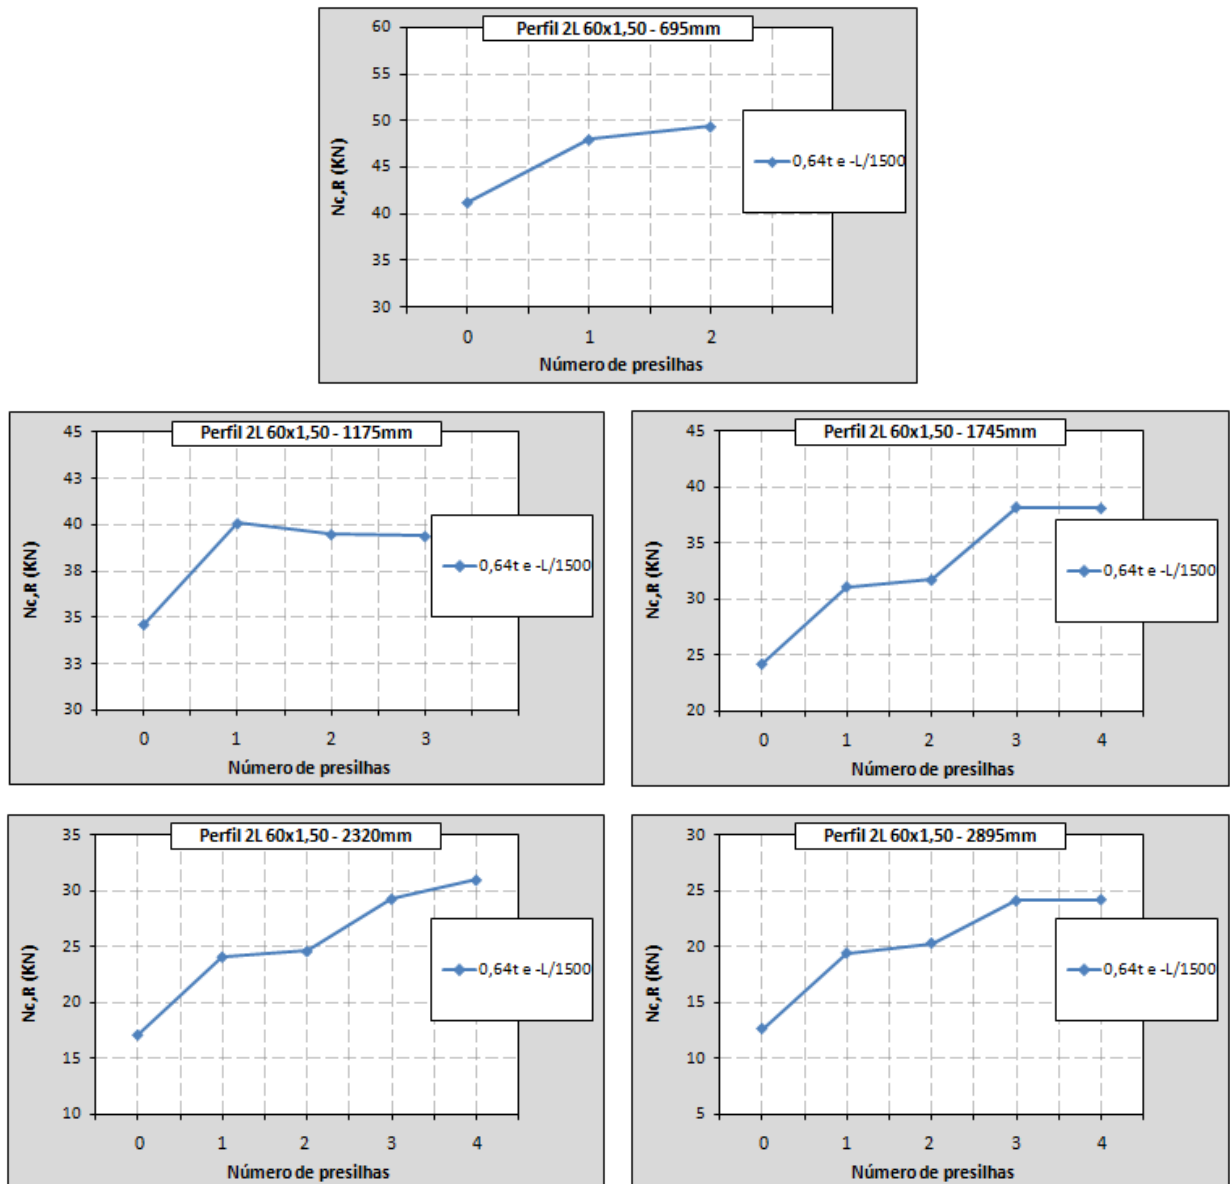 Perfil 2L 60x1,50 - 695mm
60
55
50
45
40
35
30
Nc,R (KN)
0,64t e -L/1500
0 1 2
Número de presilhas
Perfil 2L 60x1,50 - 1175mm
45
43
40
38
35
33
30
Nc,R (KN)
0,64t e -L/1500
0 1 2 3
Número de presilhas
Perfil 2L 60x1,50 - 1745mm
45
40
35
30
25
20
Nc,R (KN)
0,64t e -L/1500
0 1 2 3 4
Número de presilhas
Perfil 2L 60x1,50 - 2320mm
35
30
25
20
15
10
Nc,R (KN)
0,64t e -L/1500
0 1 2 3 4
Número de presilhas
Perfil 2L 60x1,50 - 2895mm
30
25
20
15
10
5
Nc,R (KN)
0,64t e -L/1500
0 1 2 3 4
Número de presilhas